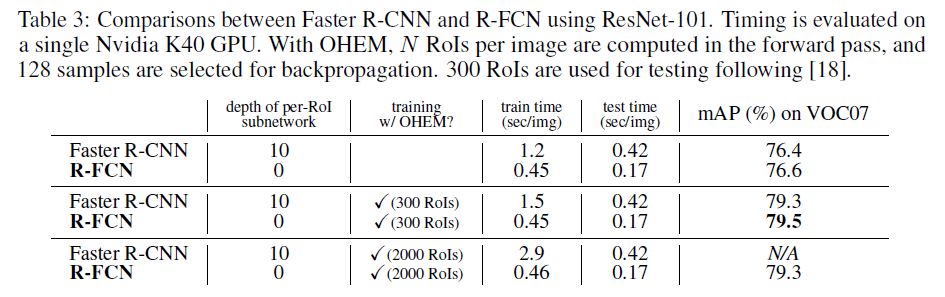 Table 3: Comparisons between Faster R-CNN and R-FCN using ResNet-101. Timing is evaluated on
a single Nvidia K40 GPU. With OHEM, N RoIs per image are computed in the forward pass, and
128 samples are selected for backpropagation. 300 RoIs are used for testing following [18].
depth of per-RoI subnetwork | training w/ OHEM? | train time (sec/img) | test time (sec/img) | mAP (%) on VOC07
Faster R-CNN | 10 | | 1.2 | 0.42 | 76.4
R-FCN | 0 | | 0.45 | 0.17 | 76.6
Faster R-CNN | 10 | ✓(300 RoIs) | 1.5 | 0.42 | 79.3
R-FCN | 0 | ✓(300 RoIs) | 0.45 | 0.17 | 79.5
Faster R-CNN | 10 | ✓(2000 RoIs) | 2.9 | 0.42 | N/A
R-FCN | 0 | ✓(2000 RoIs) | 0.46 | 0.17 | 79.3